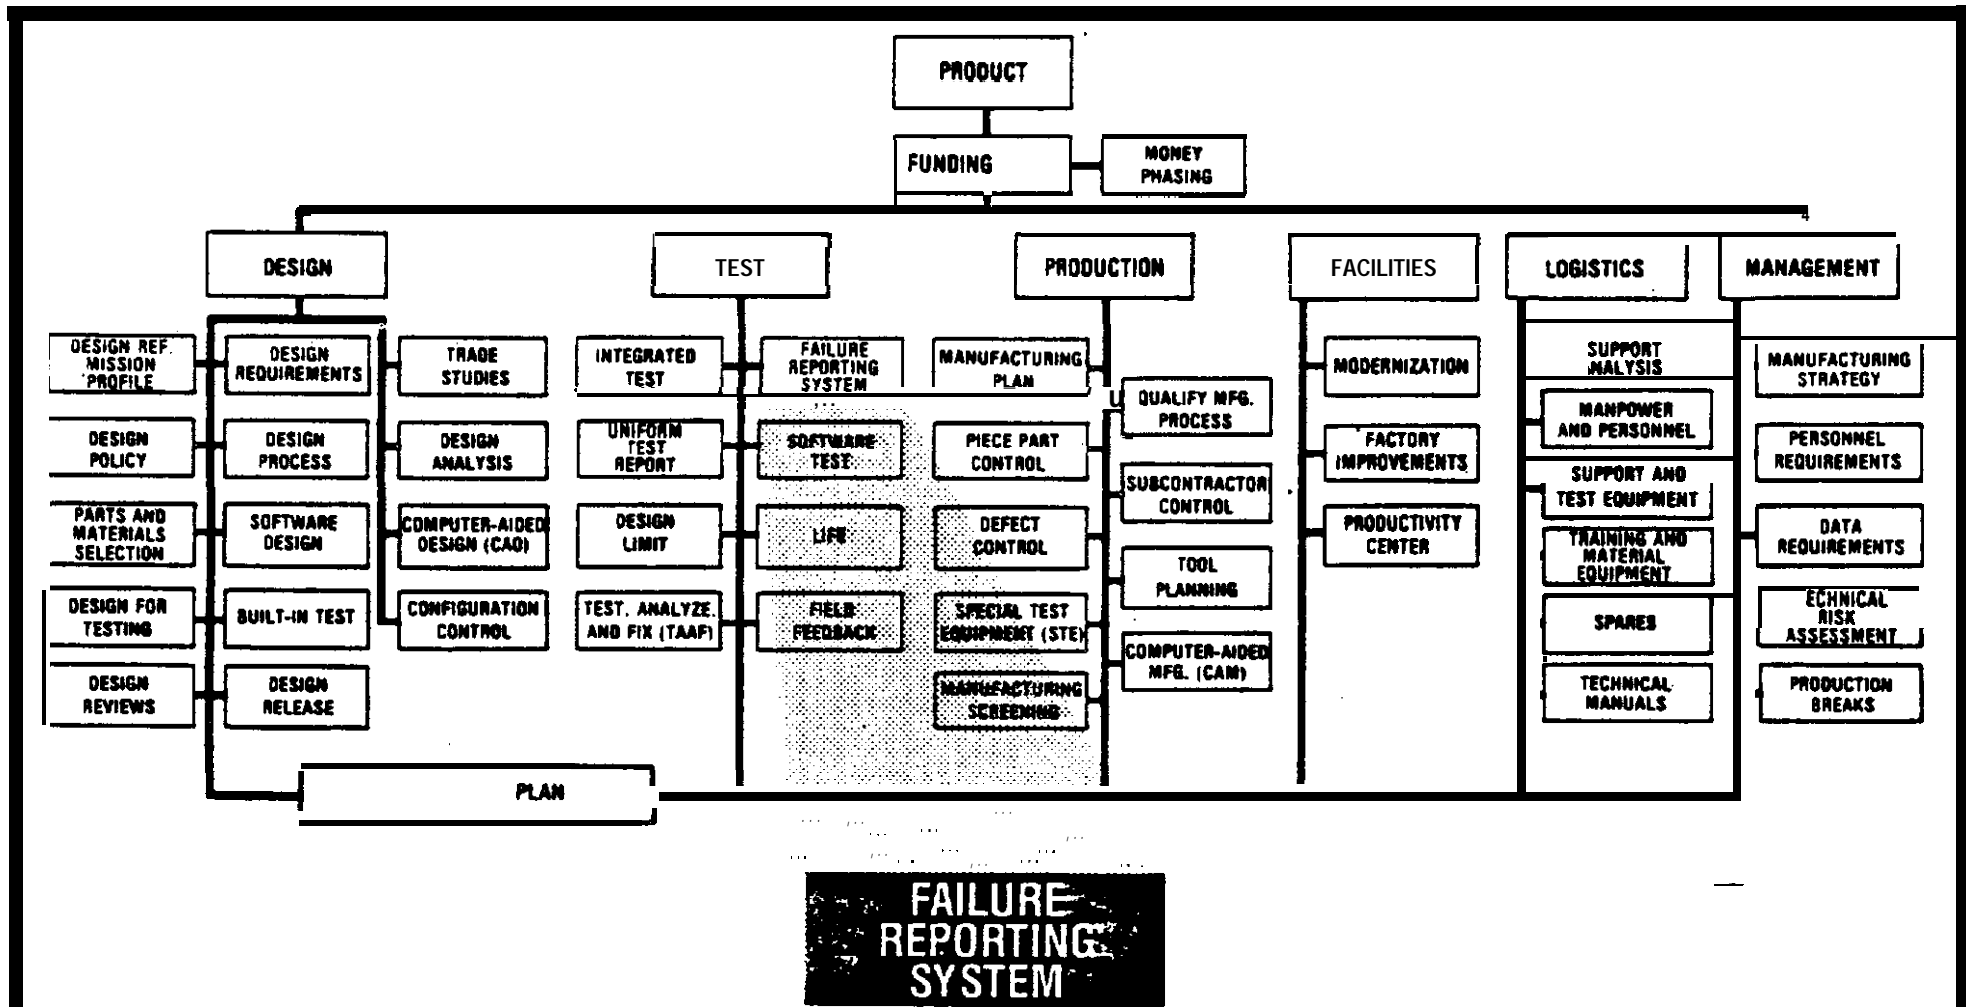 PRODUCT
FUNDING
MONEY
PHASING
4
DESIGN
TEST
PRODUCTION
FACILITIES
LOGISTICS
MANAGEMENT
DESIGN REF.
MISSION
PROFILE
DESIGN
REQUIREMENTS
TRADE
STUDIES
DESIGN
POLICY
DESIGN
PROCESS
DESIGN
ANALYSIS
PARTS AND
MATERIALS
SELECTION
SOFTWARE
DESIGN
COMPUTER-AIDED
DESIGN (CAO)
DESIGN FOR
TESTING
BUILT-IN TEST
CONFIGURATION
CONTROL
DESIGN
REVIEWS
DESIGN
RELEASE
INTEGRATED
TEST
FAILURE
REPORTING
SYSTEM
UNIFORM
TEST
REPORT
SOFTWARE
TEST
DESIGN
LIMIT
LIFE
TEST, ANALYZE,
AND FIX (TAAF)
FIELD
FEEDBACK
MANUFACTURING
PLAN
U QUALIFY MFG.
PROCESS
PIECE PART
CONTROL
SUBCONTRACTOR
CONTROL
DEFECT
CONTROL
TOOL
PLANNING
SPECIAL TEST
EQUIPMENT (STE)
COMPUTER-AIDED
MFG. (CAM)
MANUFACTURING
SCREENING
MODERNIZATION
FACTORY
IMPROVEMENTS
PRODUCTIVITY
CENTER
SUPPORT
ANALYSIS
MANPOWER
AND PERSONNEL
SUPPORT AND
TEST EQUIPMENT
TRAINING AND
MATERIAL
EQUIPMENT
SPARES
TECHNICAL
MANUALS
MANUFACTURING
STRATEGY
PERSONNEL
REQUIREMENTS
DATA
REQUIREMENTS
ECHNICAL
RISK
ASSESSMENT
PRODUCTION
BREAKS
PLAN
FAILURE
REPORTING
SYSTEM